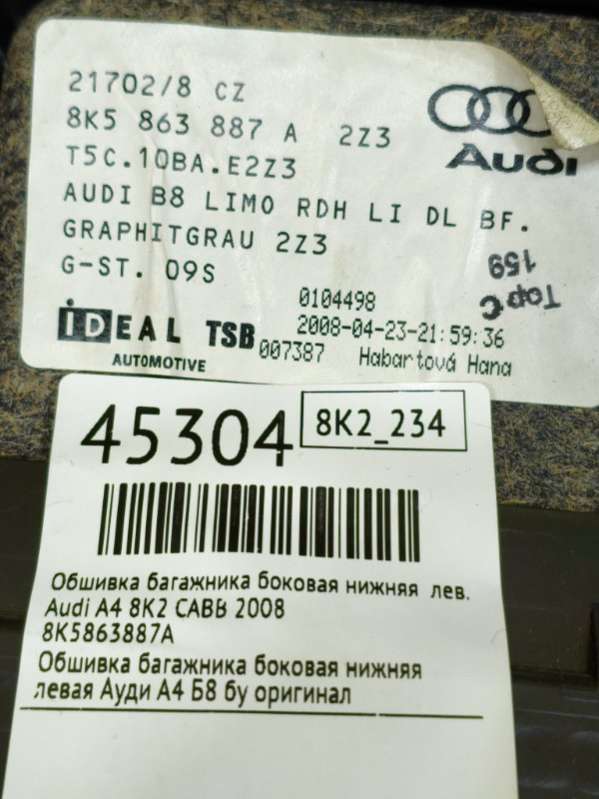 21702/8 CZ
8K5 863 887 A 2Z3
Audi
T5C.10BA.E2Z3
AUDI B8 LIMO RDH LI DL BF.
GRAPHITGRAU 2Z3
G-ST. 09S
159
Top C
0104498
2008-04-23-21:59:36
IDEAL TSB
AUTOMOTIVE
007387 Habartová Hana
45304
8K2_234
Обшивка багажника боковая нижняя лев.
Audi A4 8K2 CABB 2008
8K5863887A
Обшивка багажника боковая нижняя
левая Ауди А4 Б8 бу оригинал